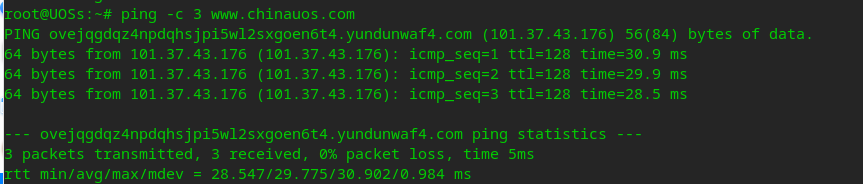 root@UOSs:~# ping -c 3 www.chinauos.com
PING ovejqgdqz4npdqhsjpi5wl2sxgoen6t4.yundunwaf4.com (101.37.43.176) 56(84) bytes of data.
64 bytes from 101.37.43.176 (101.37.43.176): icmp_seq=1 ttl=128 time=30.9 ms
64 bytes from 101.37.43.176 (101.37.43.176): icmp_seq=2 ttl=128 time=29.9 ms
64 bytes from 101.37.43.176 (101.37.43.176): icmp_seq=3 ttl=128 time=28.5 ms
--- ovejqgdqz4npdqhsjpi5wl2sxgoen6t4.yundunwaf4.com ping statistics ---
3 packets transmitted, 3 received, 0% packet loss, time 5ms
rtt min/avg/max/mdev = 28.547/29.775/30.902/0.984 ms